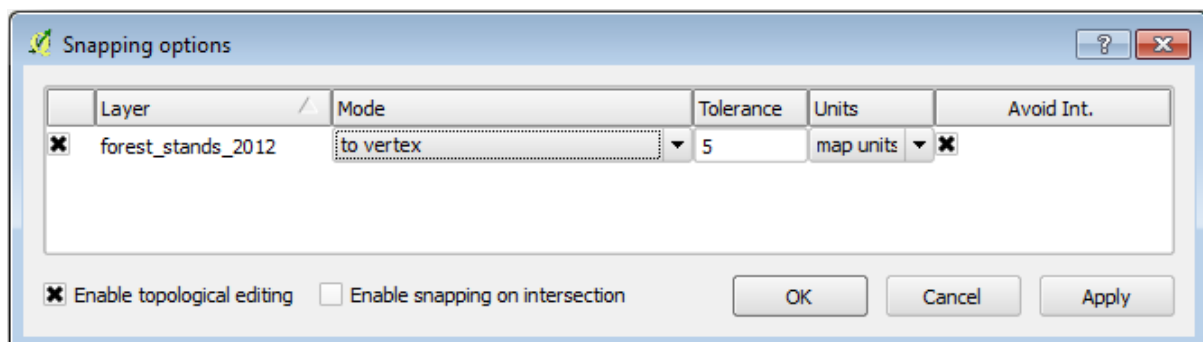 Snapping options
Layer Mode Tolerance Units Avoid Int.
forest_stands_2012 to vertex 5 map units
Enable topological editing Enable snapping on intersection OK Cancel Apply